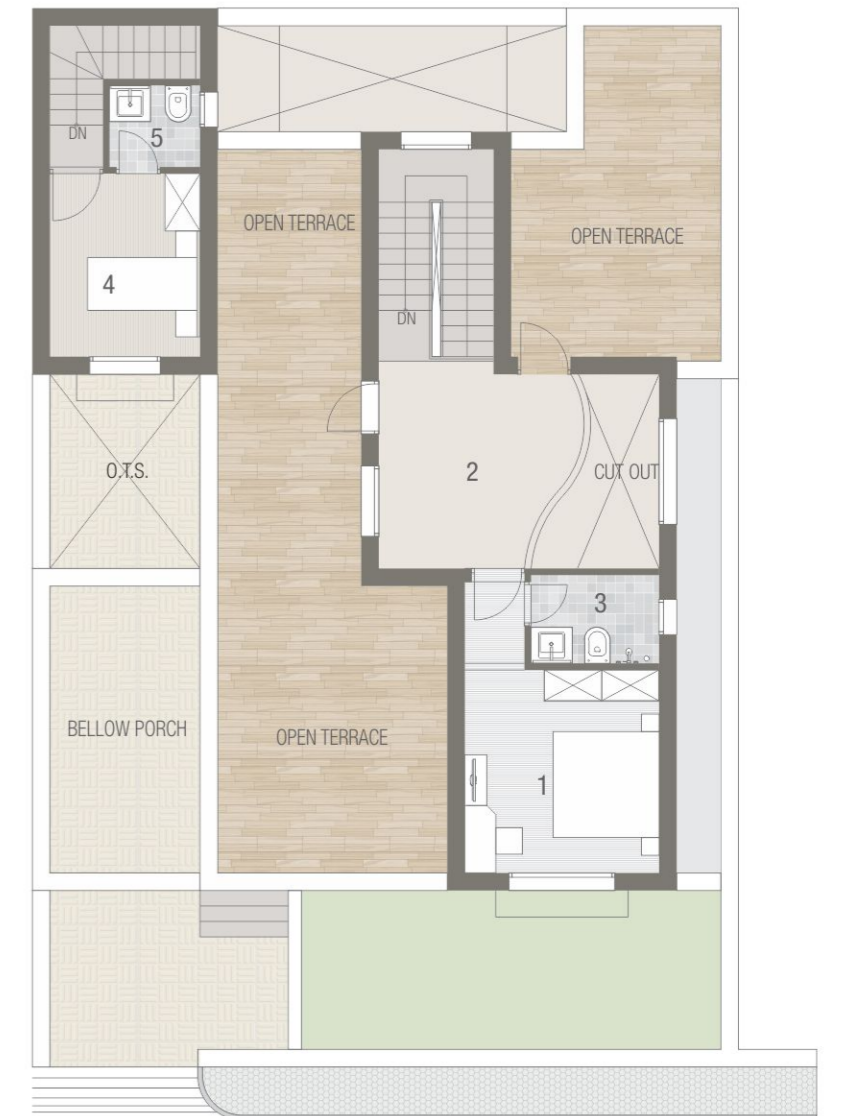 DN
5
OPEN TERRACE
OPEN TERRACE
4
DN
O.T.S.
2
CUT OUT
3
BELLOW PORCH
OPEN TERRACE
1